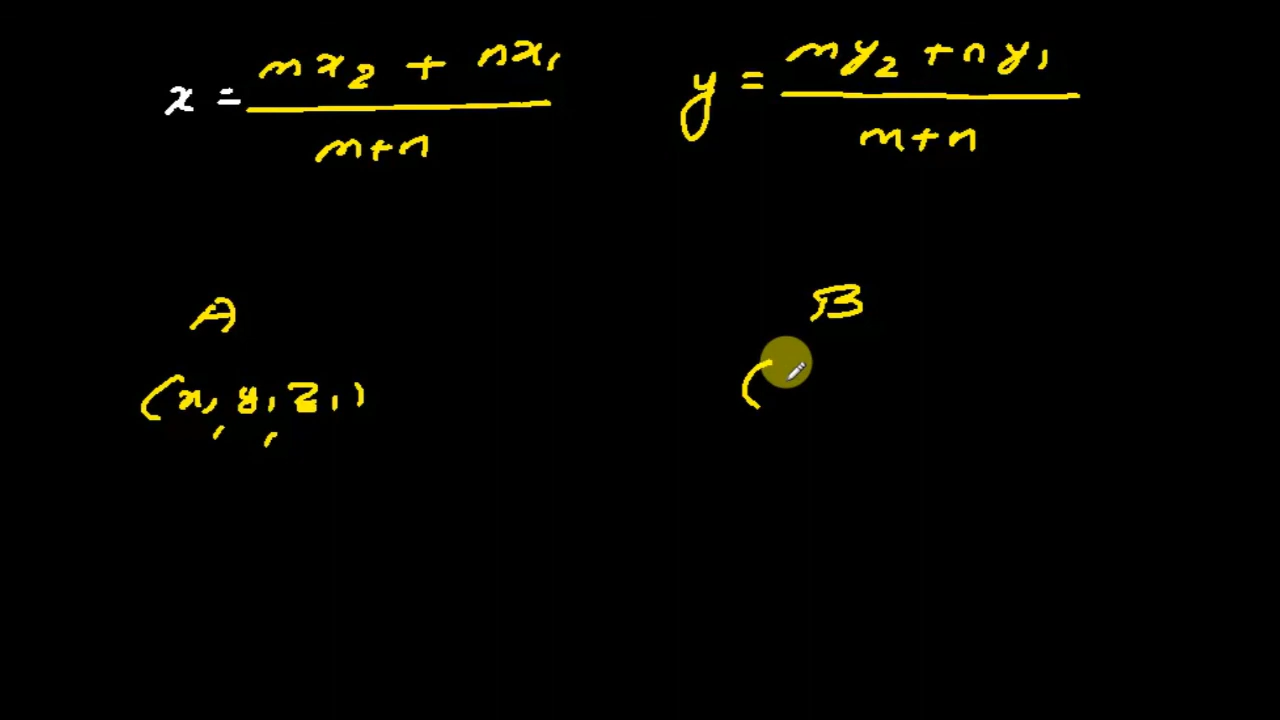 x = (mx₂ + nx₁)/(m+n) y = (my₂ + ny₁)/(m+n)
A B
(x₁, y₁, z₁) (